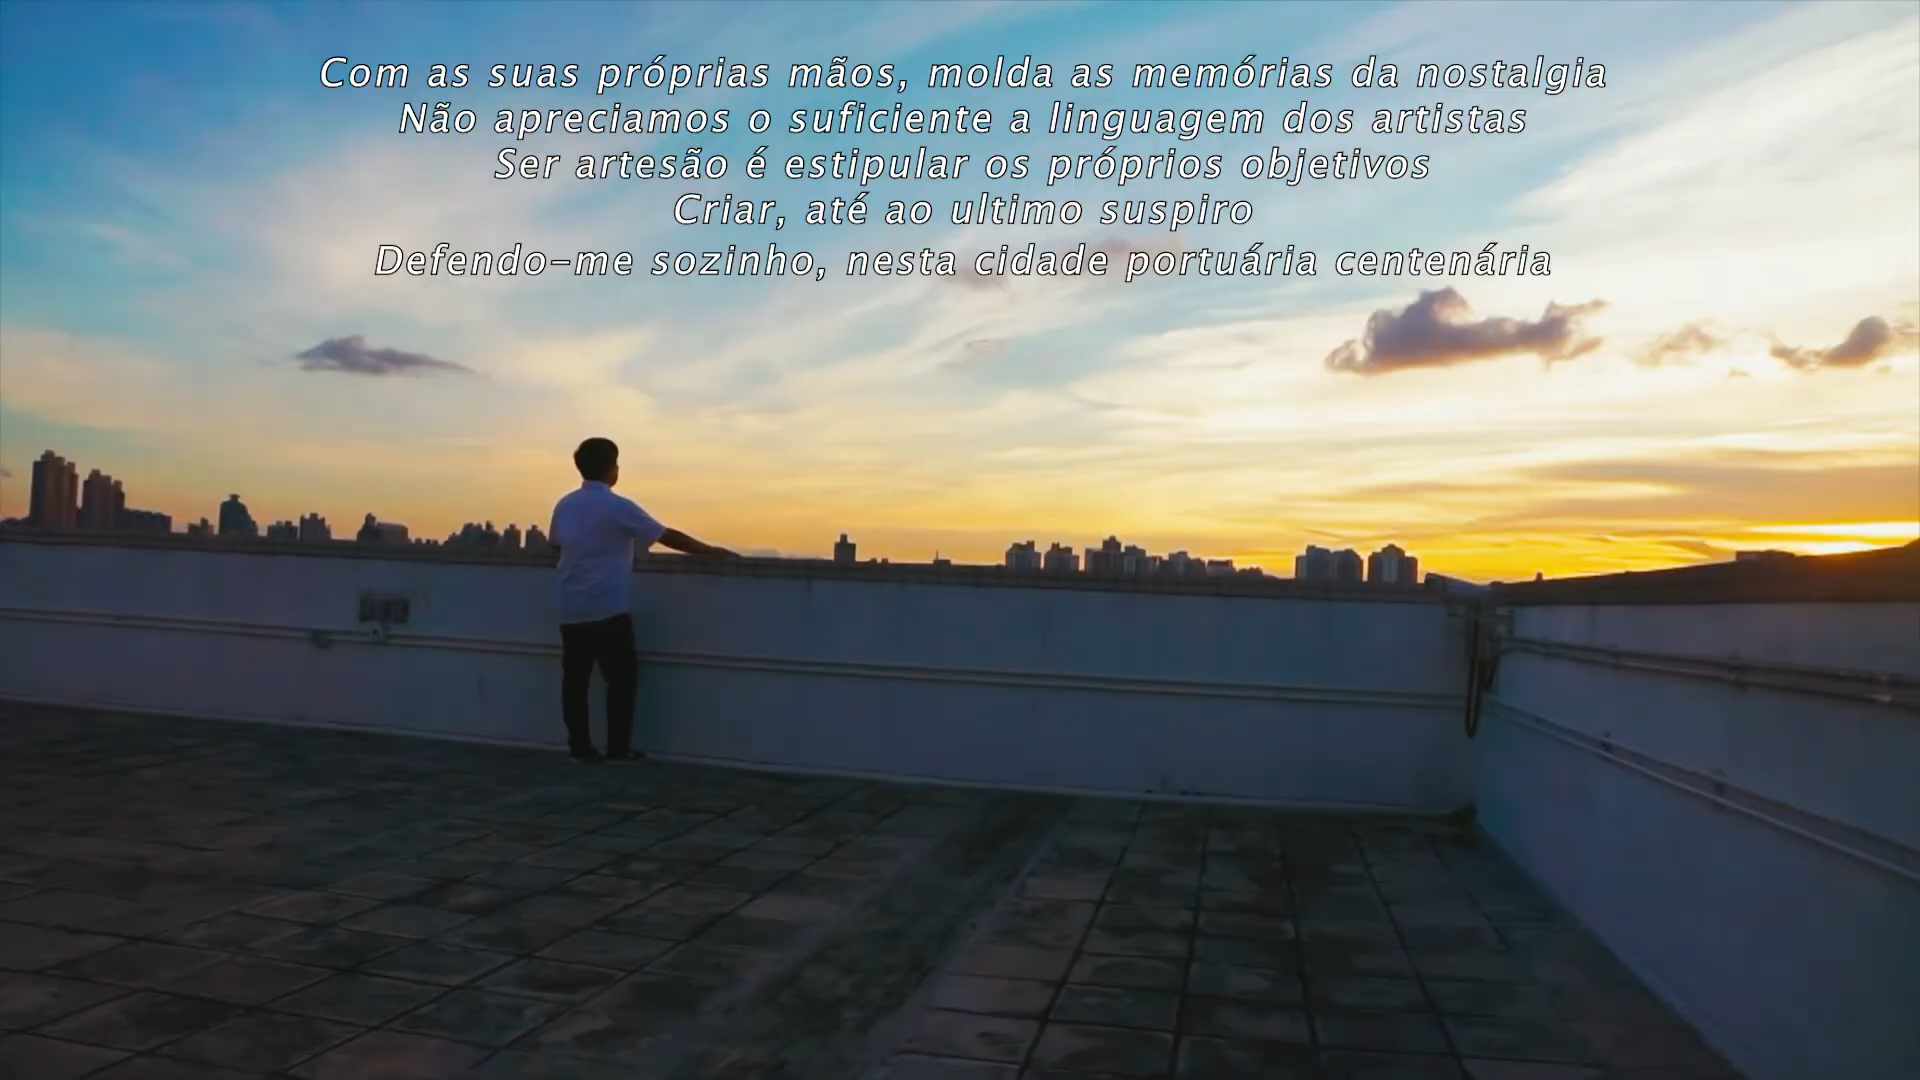 Com as suas próprias mãos, molda as memórias da nostalgia
Não apreciamos o suficiente a linguagem dos artistas
Ser artesão é estipular os próprios objetivos
Criar, até ao ultimo suspiro
Defendo-me sozinho, nesta cidade portuária centenária